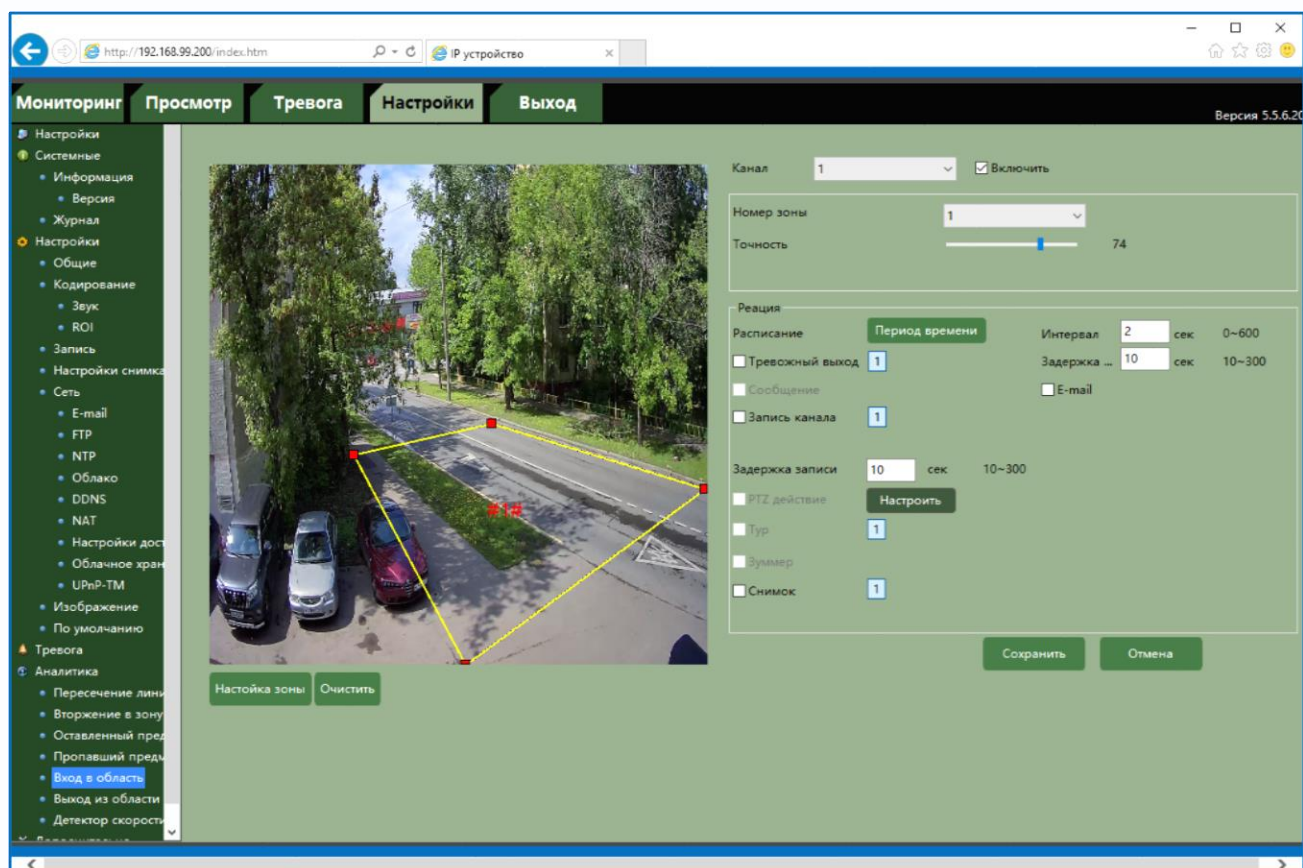 http://192.168.99.200/index.htm
IP устройство
Мониторинг Просмотр Тревога Настройки Выход
Версия 5.5.6.20
Настройки
Системные
Информация
Версия
Журнал
Настройки
Общие
Кодирование
Звук
ROI
Запись
Настройки снимка
Сеть
E-mail
FTP
NTP
Облако
DDNS
NAT
Настройки дост
Облачное хран
UPnP-TM
Изображение
По умолчанию
Тревога
Аналитика
Пересечение лини
Вторжение в зону
Оставленный пред
Пропавший предм
Вход в область
Выход из области
Детектор скорости
#1#
Настойка зоны Очистить
Канал 1 Включить
Номер зоны 1
Точность 74
Реация
Расписание Период времени Интервал 2 сек 0~600
Тревожный выход 1 Задержка ... 10 сек 10~300
Сообщение E-mail
Запись канала 1
Задержка записи 10 сек 10~300
PTZ действие Настроить
Тур 1
Зуммер
Снимок 1
Сохранить Отмена